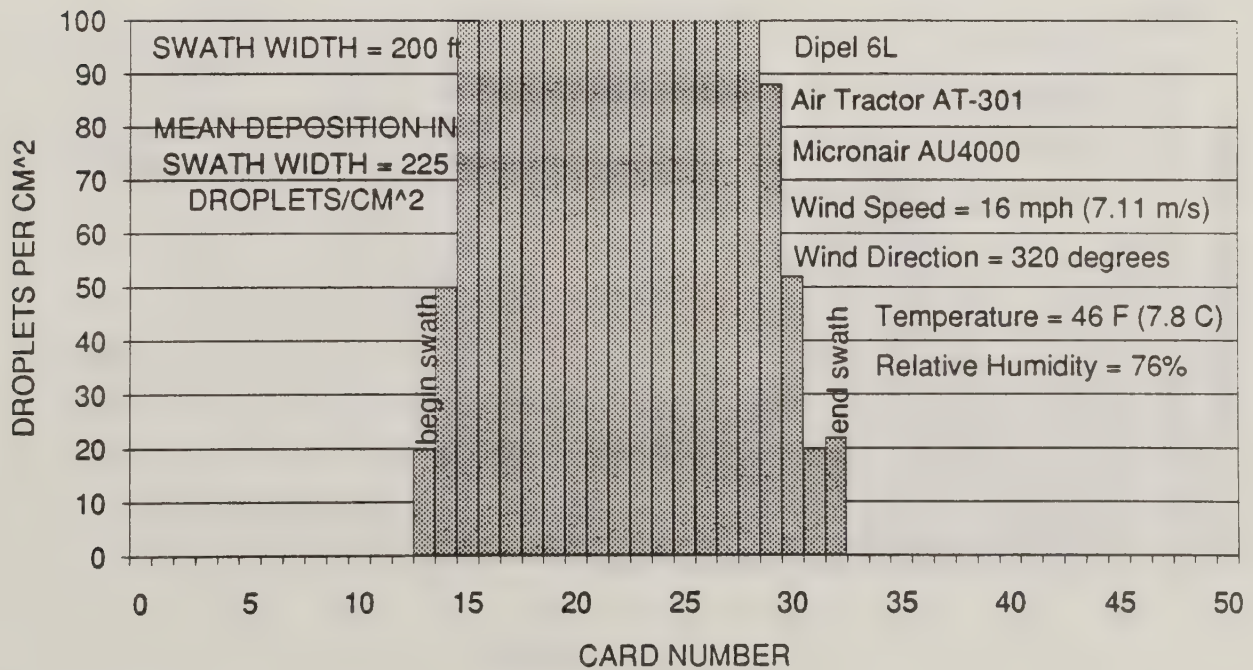 DROPLETS PER CM^2
100
90
80
70
60
50
40
30
20
10
0
SWATH WIDTH = 200 ft
MEAN DEPOSITION IN
SWATH WIDTH = 225
DROPLETS/CM^2
begin swath
end swath
Dipel 6L
Air Tractor AT-301
Micronair AU4000
Wind Speed = 16 mph (7.11 m/s)
Wind Direction = 320 degrees
Temperature = 46 F (7.8 C)
Relative Humidity = 76%
0 5 10 15 20 25 30 35 40 45 50
CARD NUMBER